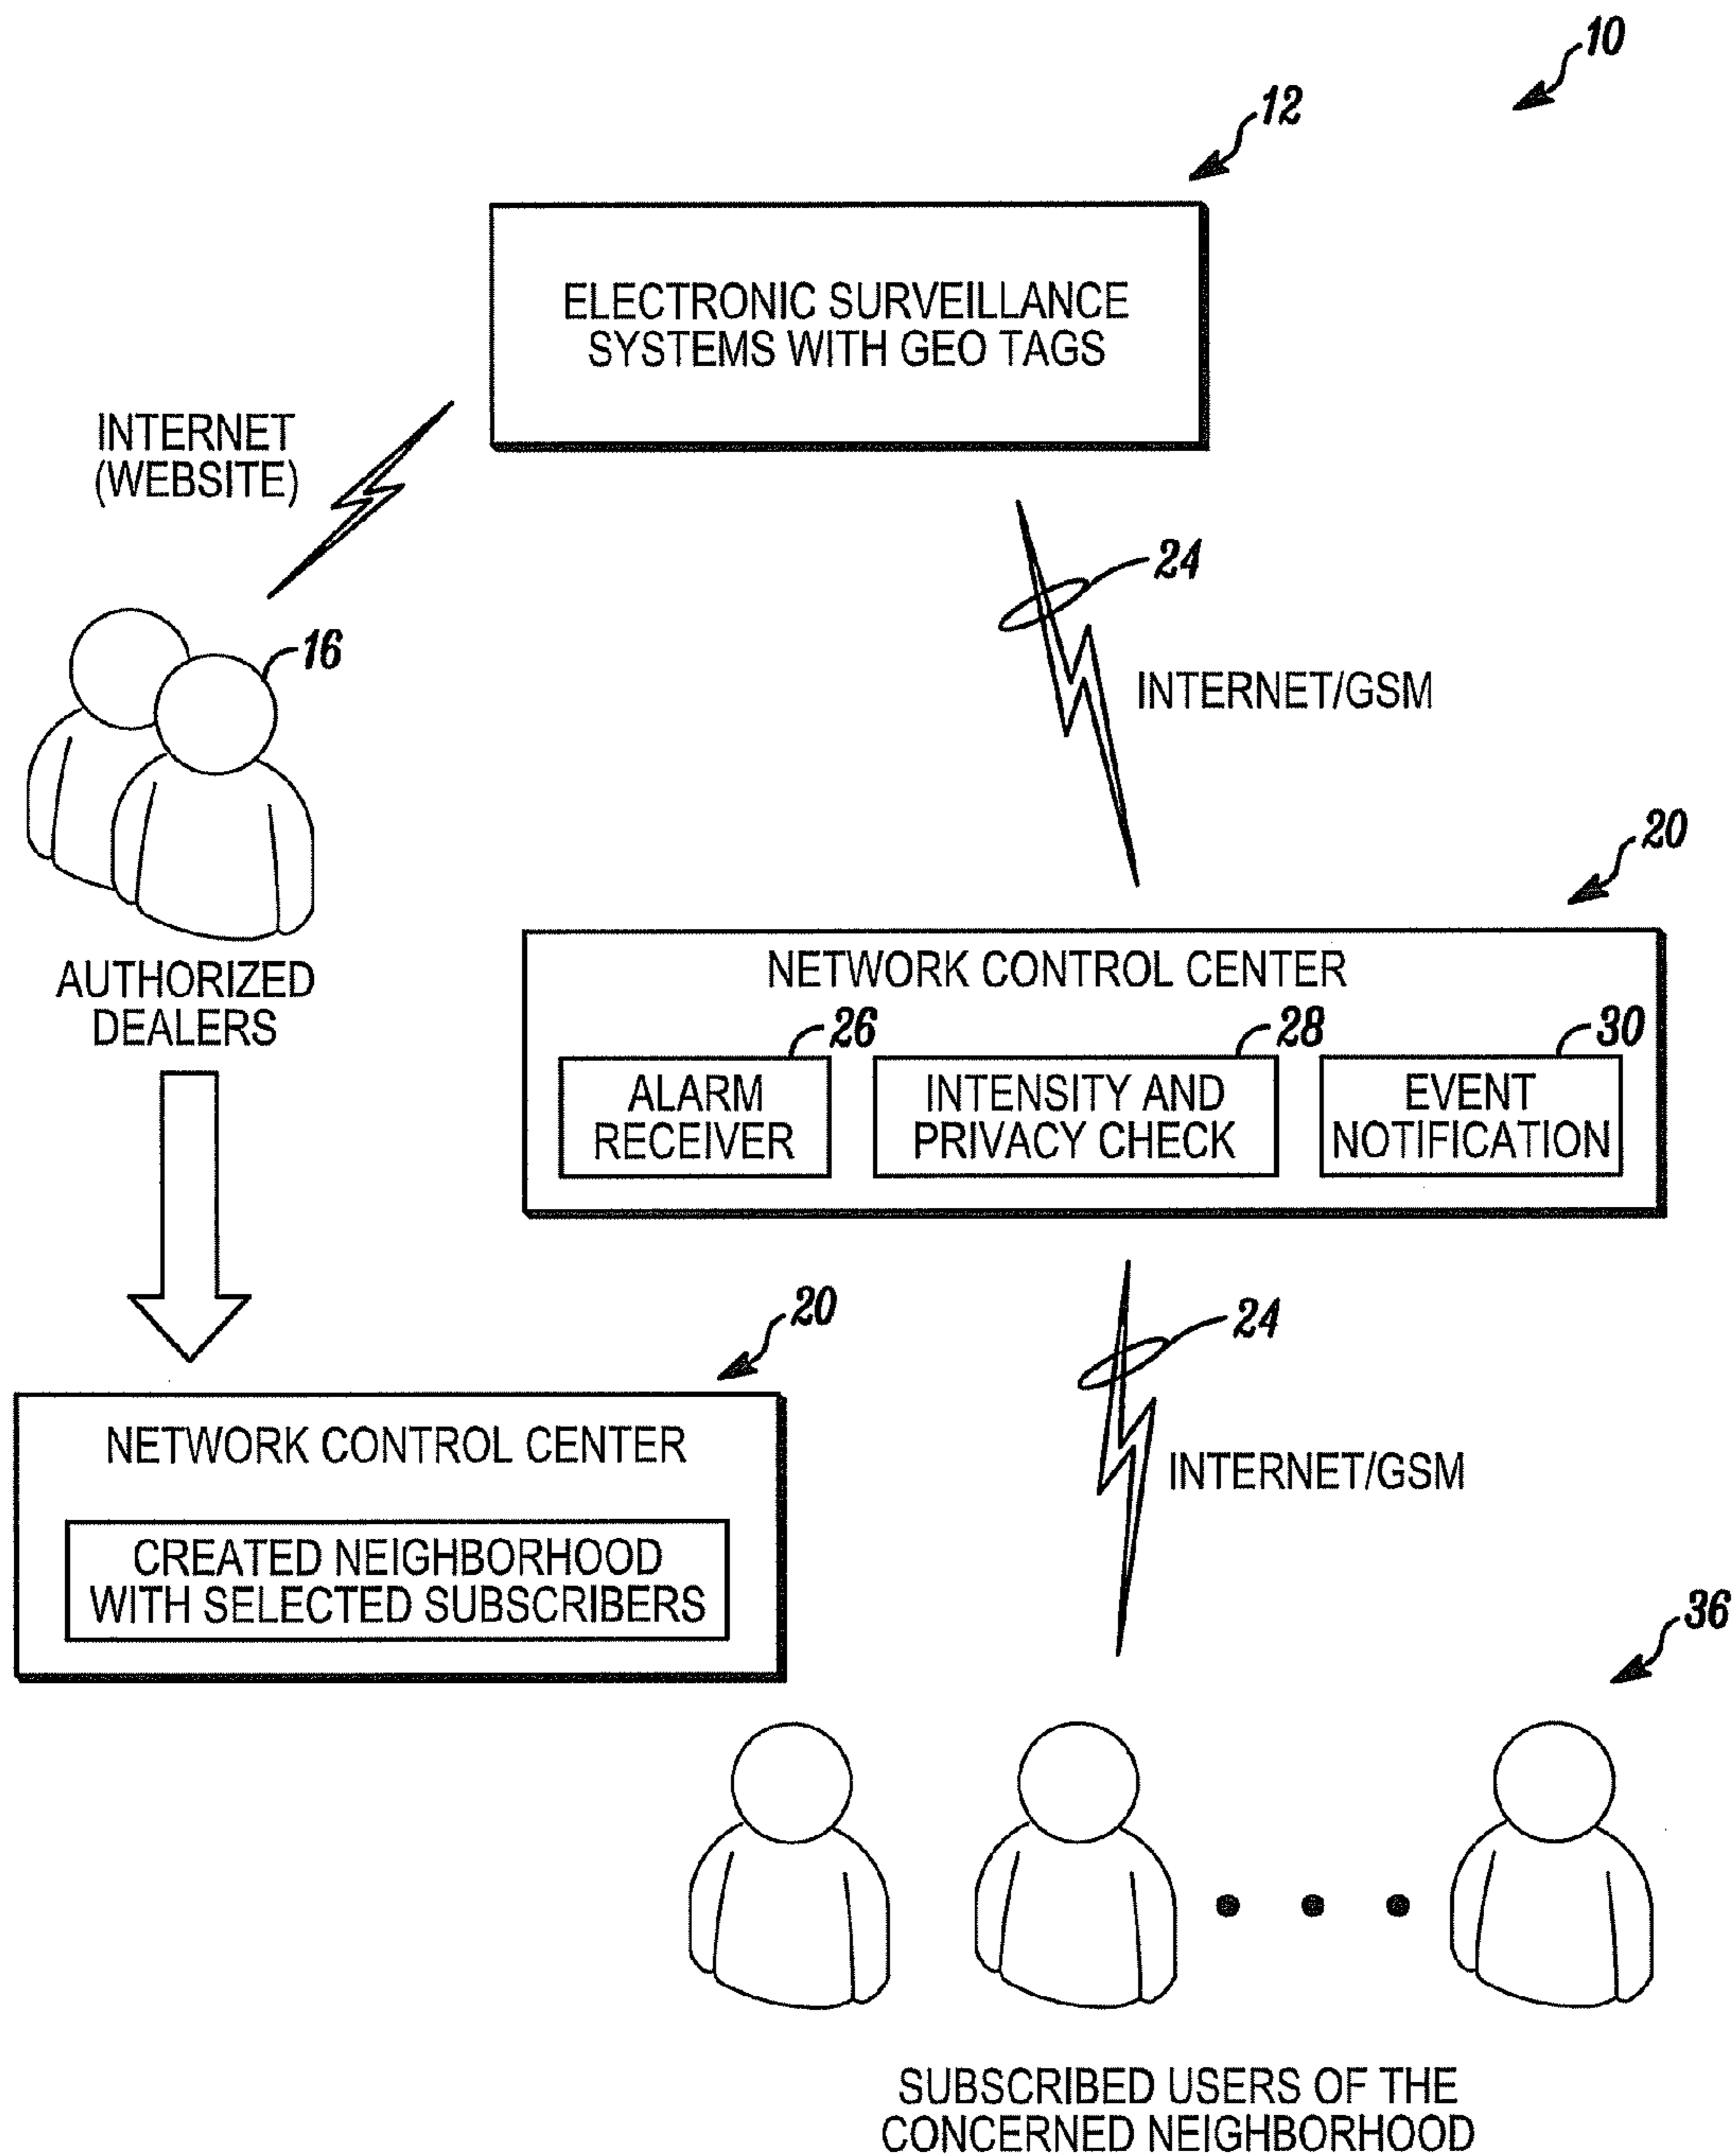 10
12
ELECTRONIC SURVEILLANCE
SYSTEMS WITH GEO TAGS
INTERNET
(WEBSITE)
24
INTERNET/GSM
16
AUTHORIZED
DEALERS
20
NETWORK CONTROL CENTER
26
28
30
ALARM
RECEIVER
INTENSITY AND
PRIVACY CHECK
EVENT
NOTIFICATION
20
NETWORK CONTROL CENTER
CREATED NEIGHBORHOOD
WITH SELECTED SUBSCRIBERS
24
INTERNET/GSM
36
SUBSCRIBED USERS OF THE
CONCERNED NEIGHBORHOOD